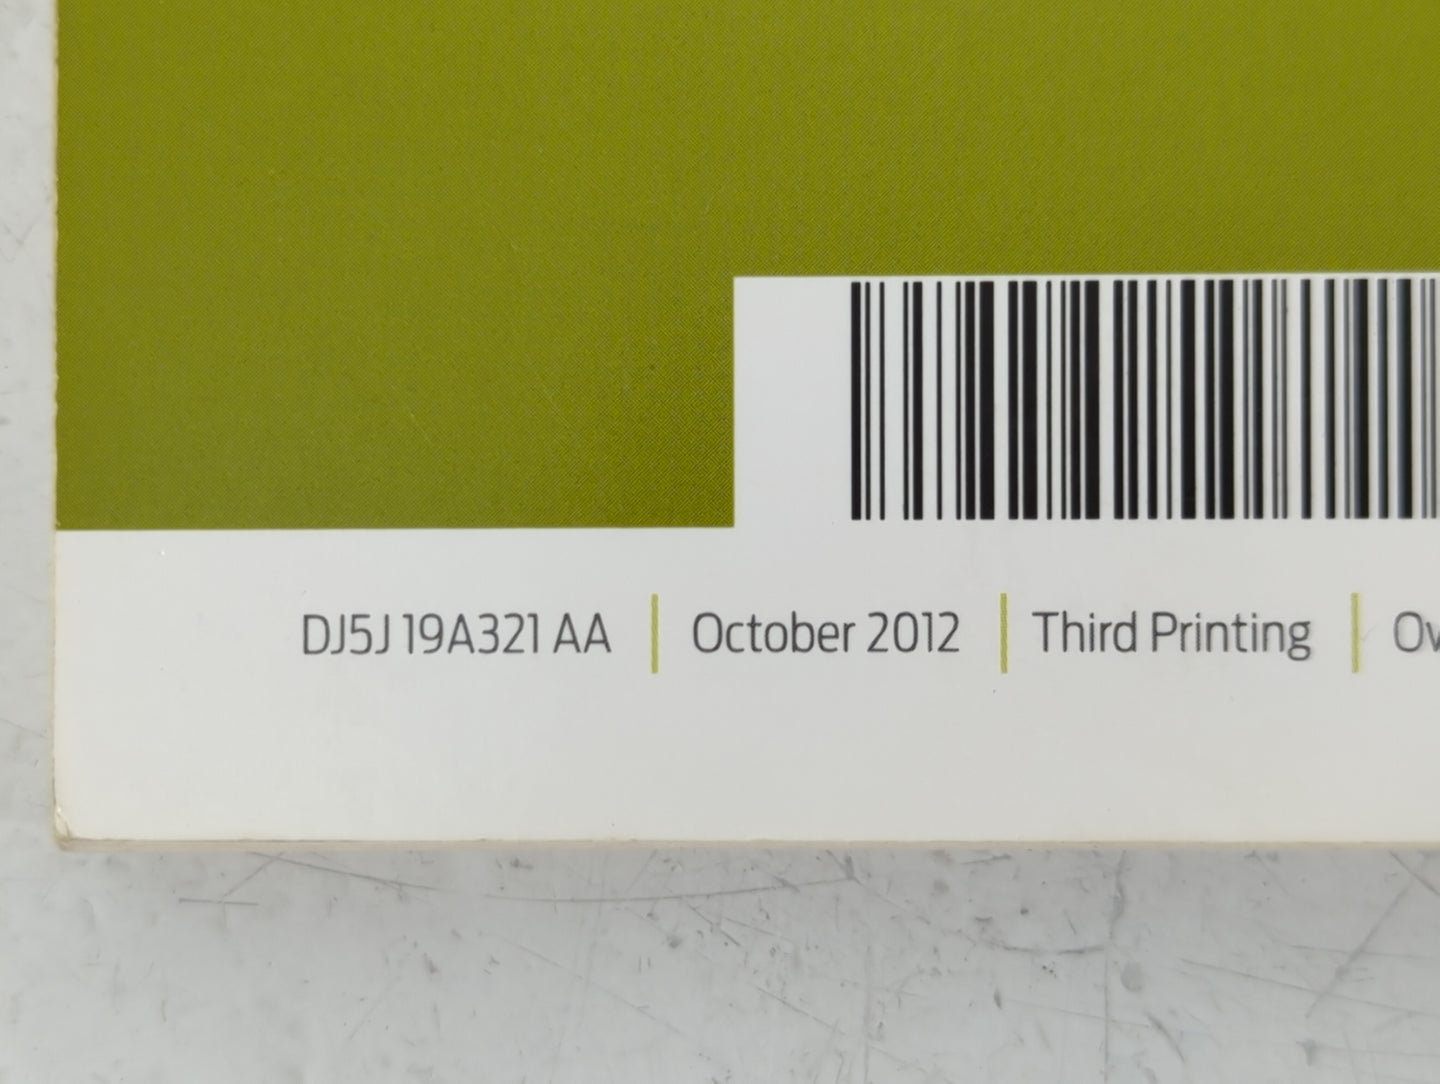 DJ5J 19A321 AA | October 2012 | Third Printing |